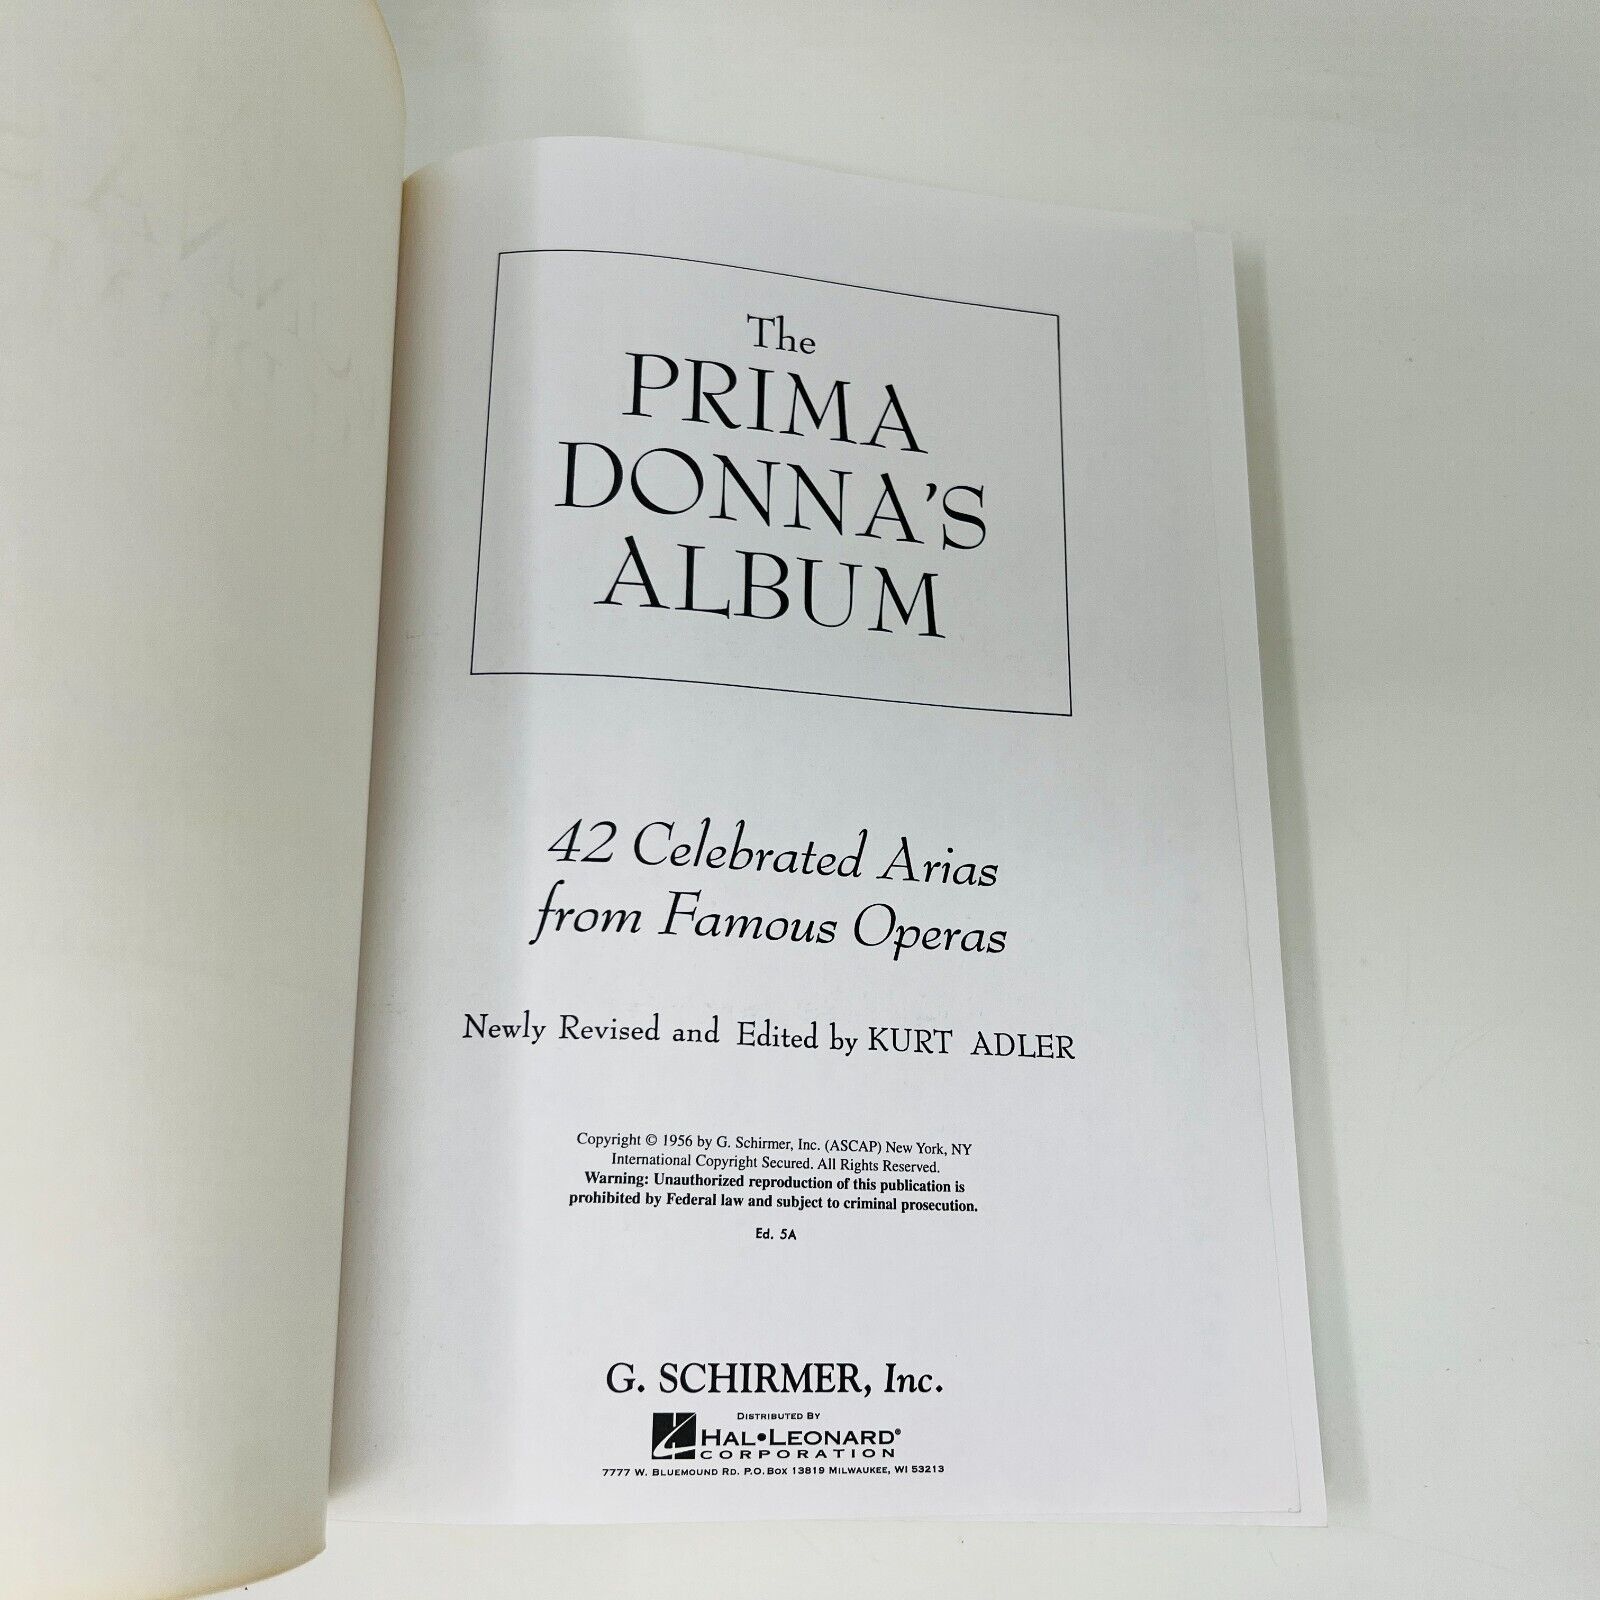 The
PRIMA
DONNA'S
ALBUM
42 Celebrated Arias
from Famous Operas
Newly Revised and Edited by KURT ADLER
Copyright © 1956 by G. Schirmer, Inc. (ASCAP) New York, NY
International Copyright Secured. All Rights Reserved.
Warning: Unauthorized reproduction of this publication is
prohibited by Federal law and subject to criminal prosecution.
Ed. 5A
G. SCHIRMER, Inc.
DISTRIBUTED BY
HAL•LEONARD®
CORPORATION
7777 W. BLUEMOUND RD. P.O. BOX 13819 MILWAUKEE, WI 53213